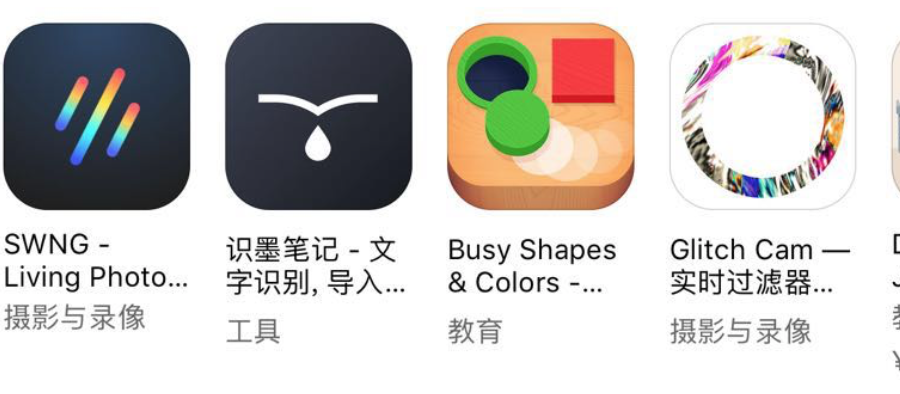 SWNG -
Living Photo...
摄影与录像
识墨笔记 - 文
字识别, 导入...
工具
Busy Shapes
& Colors -...
教育
Glitch Cam —
实时过滤器...
摄影与录像